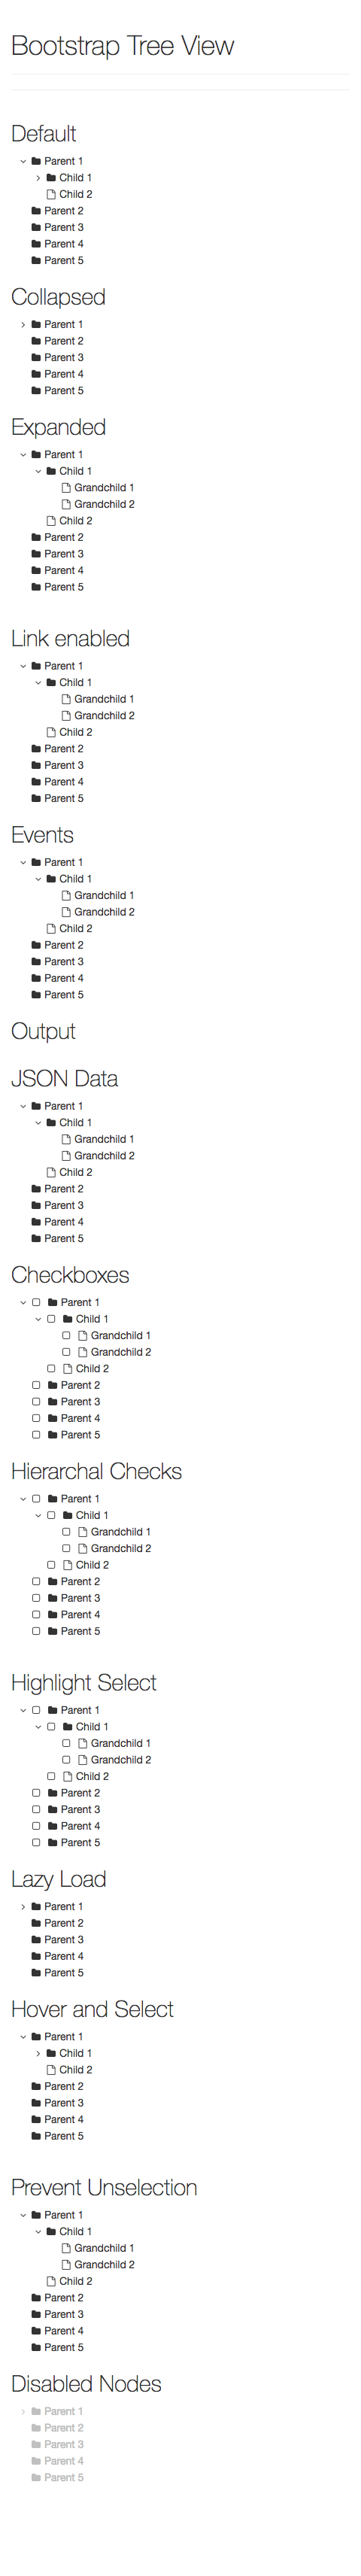 Bootstrap Tree View
Default
Parent 1
Child 1
Child 2
Parent 2
Parent 3
Parent 4
Parent 5
Collapsed
Parent 1
Parent 2
Parent 3
Parent 4
Parent 5
Expanded
Parent 1
Child 1
Grandchild 1
Grandchild 2
Child 2
Parent 2
Parent 3
Parent 4
Parent 5
Link enabled
Parent 1
Child 1
Grandchild 1
Grandchild 2
Child 2
Parent 2
Parent 3
Parent 4
Parent 5
Events
Parent 1
Child 1
Grandchild 1
Grandchild 2
Child 2
Parent 2
Parent 3
Parent 4
Parent 5
Output
JSON Data
Parent 1
Child 1
Grandchild 1
Grandchild 2
Child 2
Parent 2
Parent 3
Parent 4
Parent 5
Checkboxes
Parent 1
Child 1
Grandchild 1
Grandchild 2
Child 2
Parent 2
Parent 3
Parent 4
Parent 5
Hierarchal Checks
Parent 1
Child 1
Grandchild 1
Grandchild 2
Child 2
Parent 2
Parent 3
Parent 4
Parent 5
Highlight Select
Parent 1
Child 1
Grandchild 1
Grandchild 2
Child 2
Parent 2
Parent 3
Parent 4
Parent 5
Lazy Load
Parent 1
Parent 2
Parent 3
Parent 4
Parent 5
Hover and Select
Parent 1
Child 1
Child 2
Parent 2
Parent 3
Parent 4
Parent 5
Prevent Unselection
Parent 1
Child 1
Grandchild 1
Grandchild 2
Child 2
Parent 2
Parent 3
Parent 4
Parent 5
Disabled Nodes
Parent 1
Parent 2
Parent 3
Parent 4
Parent 5